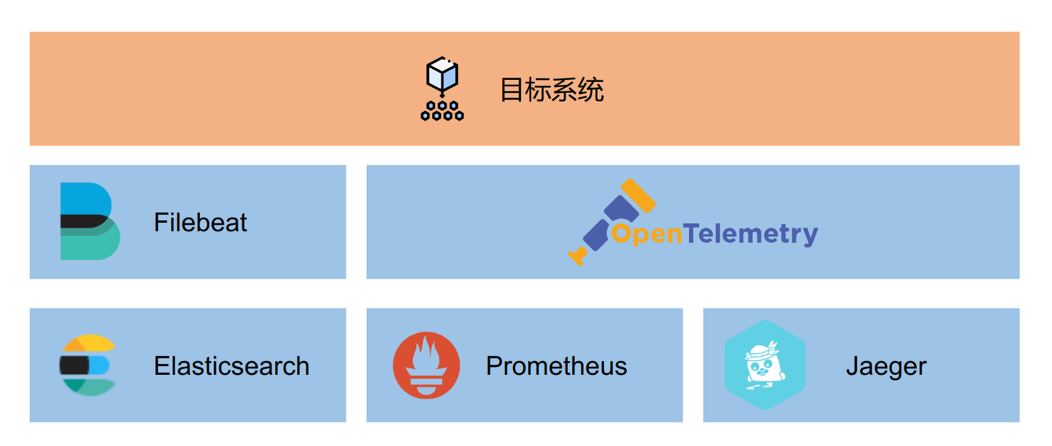 目标系统
Filebeat
OpenTelemetry
Elasticsearch
Prometheus
Jaeger